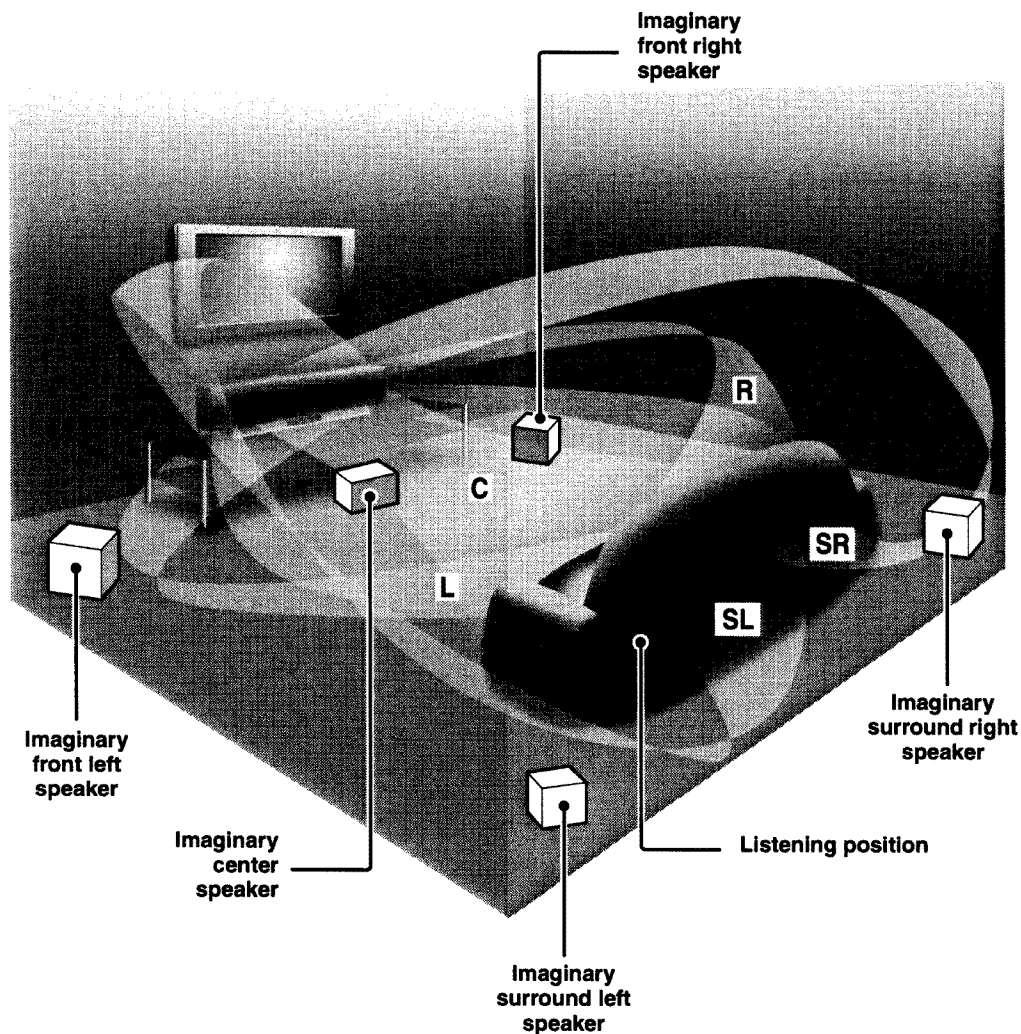 Imaginary
front right
speaker
R
C
SR
L
SL
Imaginary
front left
speaker
Imaginary
surround right
speaker
Imaginary
center
speaker
Listening position
Imaginary
surround left
speaker